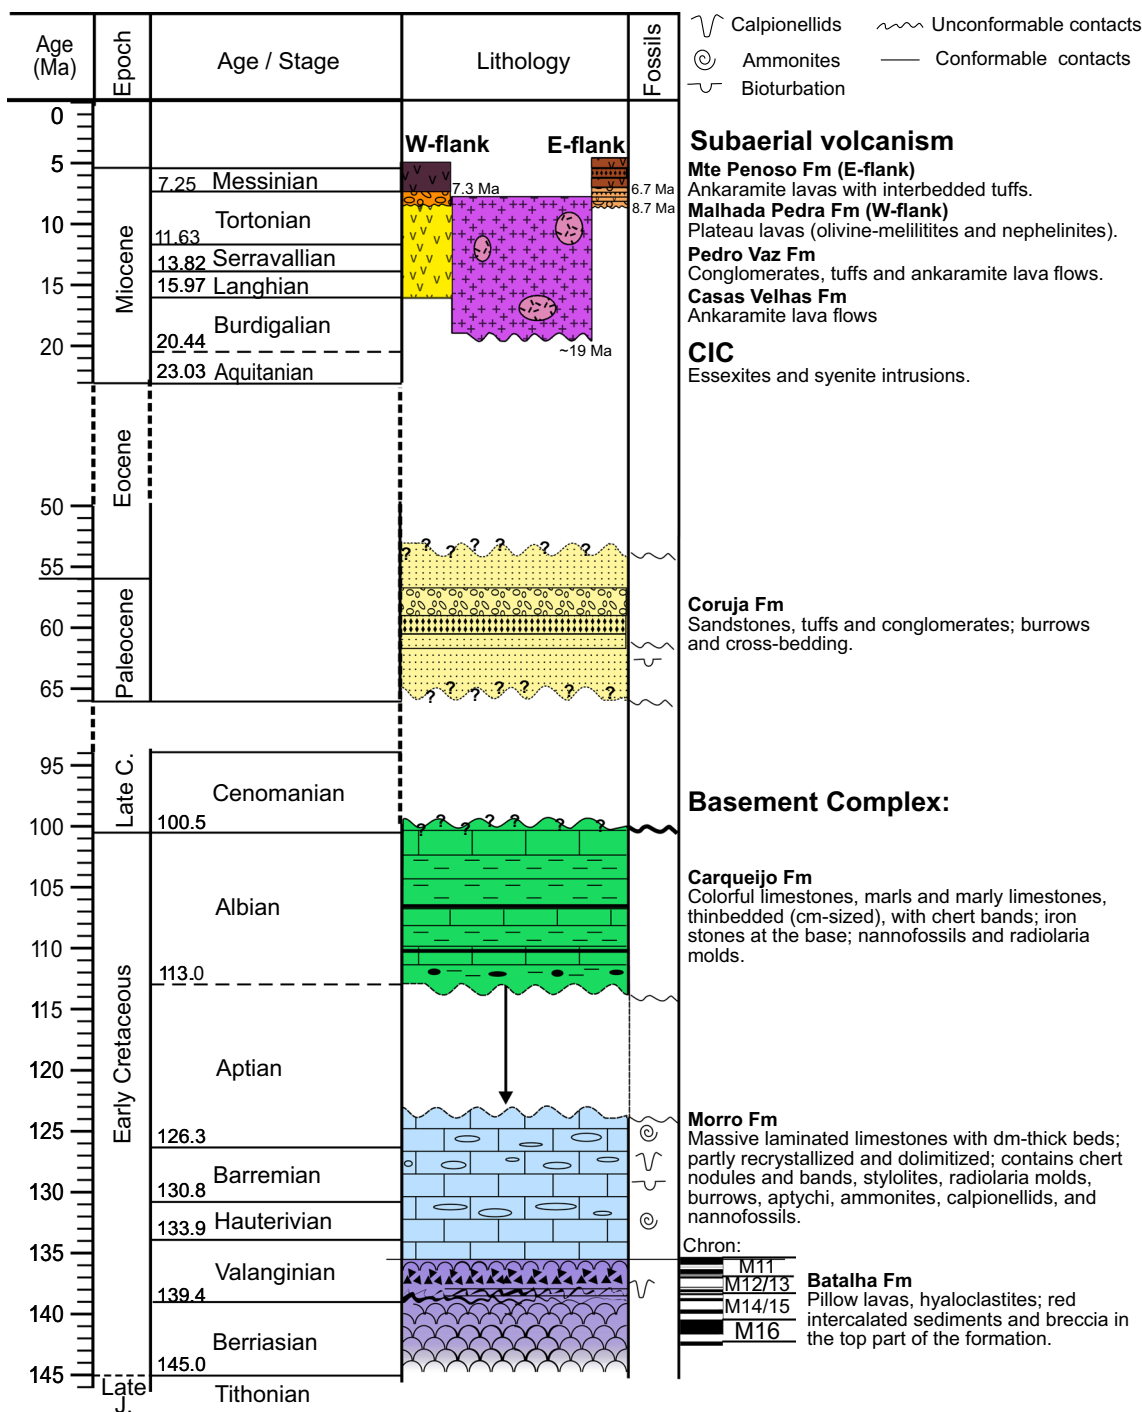 Age
(Ma)
Epoch
Age / Stage
Lithology
Fossils
Calpionellids
Unconformable contacts
Ammonites
Conformable contacts
Bioturbation
0
5
10
15
20
50
55
60
65
95
100
105
110
115
120
125
130
135
140
145
Miocene
Eocene
Paleocene
Late C.
Early Cretaceous
Late
J.
7.25 Messinian
Tortonian
11.63
Serravallian
13.82
Langhian
15.97
Burdigalian
20.44
Aquitanian
23.03
Cenomanian
100.5
Albian
113.0
Aptian
126.3
Barremian
130.8
Hauterivian
133.9
Valanginian
139.4
Berriasian
145.0
Tithonian
W-flank
E-flank
7.3 Ma
6.7 Ma
8.7 Ma
~19 Ma
? ? ? ? ? ? ?
? ? ? ? ? ? ?
? ? ? ? ? ? ?
Subaerial volcanism
Mte Penoso Fm (E-flank)
Ankaramite lavas with interbedded tuffs.
Malhada Pedra Fm (W-flank)
Plateau lavas (olivine-melilitites and nephelinites).
Pedro Vaz Fm
Conglomerates, tuffs and ankaramite lava flows.
Casas Velhas Fm
Ankaramite lava flows
CIC
Essexites and syenite intrusions.
Coruja Fm
Sandstones, tuffs and conglomerates; burrows
and cross-bedding.
Basement Complex:
Carqueijo Fm
Colorful limestones, marls and marly limestones,
thinbedded (cm-sized), with chert bands; iron
stones at the base; nannofossils and radiolaria
molds.
Morro Fm
Massive laminated limestones with dm-thick beds;
partly recrystallized and dolimitized; contains chert
nodules and bands, stylolites, radiolaria molds,
burrows, aptychi, ammonites, calpionellids, and
nannofossils.
Chron:
M11
M12/13
M14/15
M16
Batalha Fm
Pillow lavas, hyaloclastites; red
intercalated sediments and breccia in
the top part of the formation.